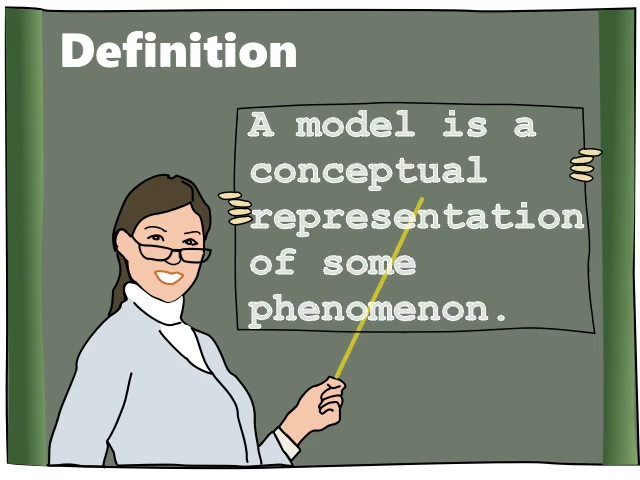 Definition
A model is a
conceptual
representation
of some
phenomenon.